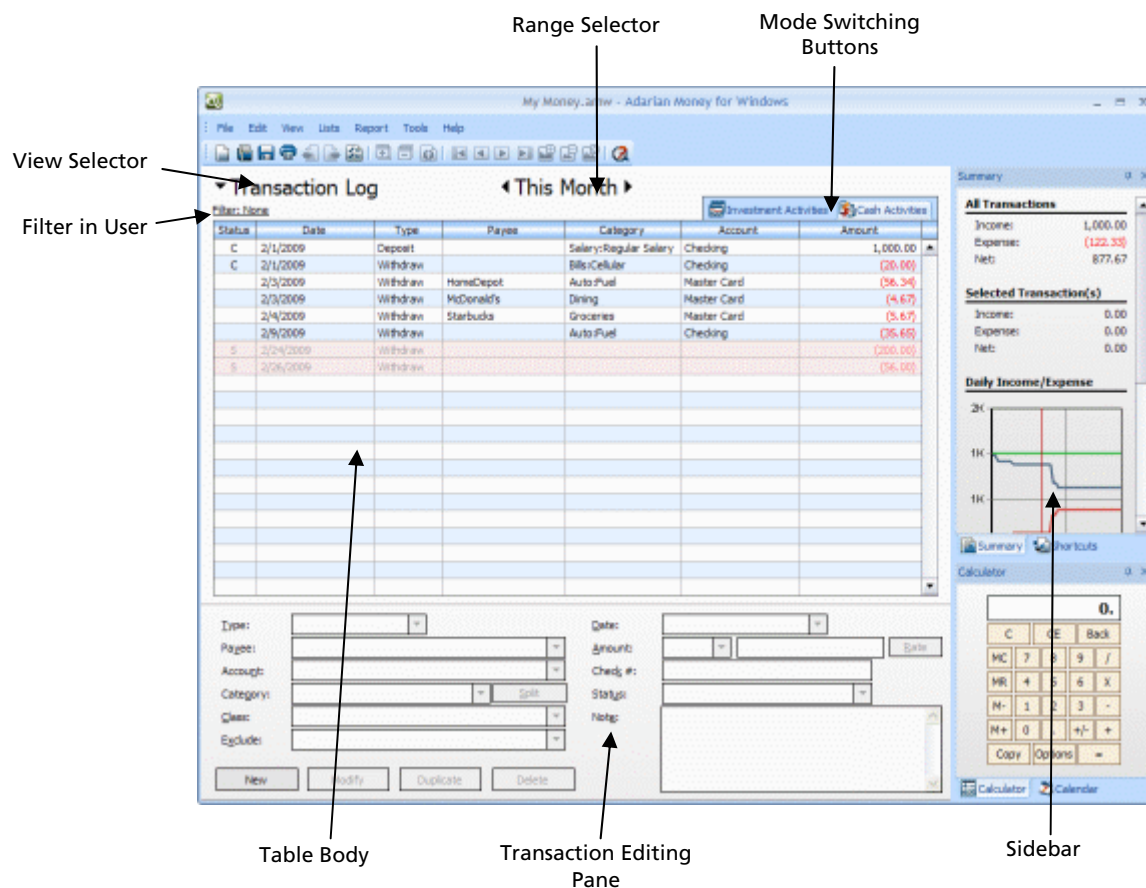 Range Selector
Mode Switching
Buttons
My Money.amw - Adarian Money for Windows
File Edit View Lists Report Tools Help
View Selector
Transaction Log
This Month
Filter in User
Filter: None
Investment Activities Cash Activities
Status Date Type Payee Category Account Amount
C 2/1/2009 Deposit Salary:Regular Salary Checking 1,000.00
C 2/1/2009 Withdraw Bills:Cellular Checking (20.00)
2/3/2009 Withdraw HomeDepot Auto:Fuel Master Card (56.34)
2/3/2009 Withdraw McDonald's Dining Master Card (4.67)
2/4/2009 Withdraw Starbucks Groceries Master Card (5.67)
2/9/2009 Withdraw Auto:Fuel Checking (35.65)
S 2/24/2009 Withdraw (200.00)
S 2/26/2009 Withdraw (56.00)
Summary
All Transactions
Income: 1,000.00
Expense: (122.33)
Net: 877.67
Selected Transaction(s)
Income: 0.00
Expense: 0.00
Net: 0.00
Daily Income/Expense
2K
1K
1K
Summary Shortcuts
Type:
Payee:
Account:
Category: Split
Class:
Exclude:
New Modify Duplicate Delete
Date:
Amount: Rate
Check #:
Status:
Note:
Calculator
0.
C CE Back
MC 7 8 9 /
MR 4 5 6 X
M- 1 2 3 -
M+ 0 . +/- +
Copy Options =
Calculator Calendar
Table Body
Transaction Editing
Pane
Sidebar